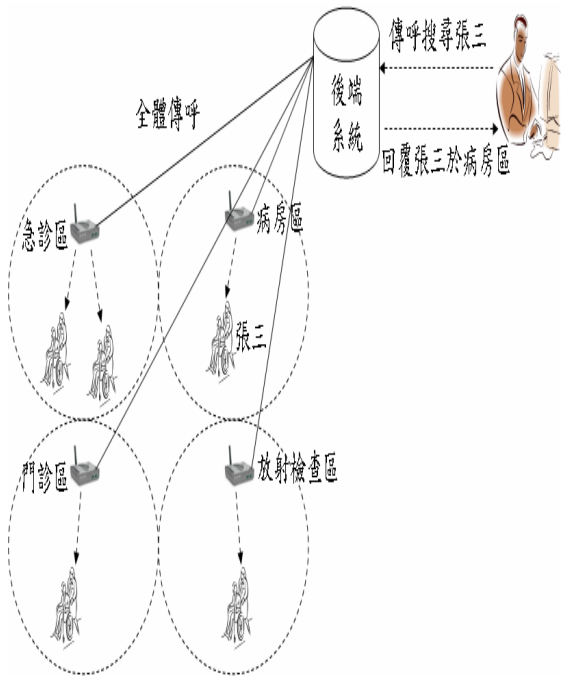 傳呼搜尋張三
後端
系統
全體傳呼
回覆張三於病房區
急診區
病房區
張三
門診區
放射檢查區